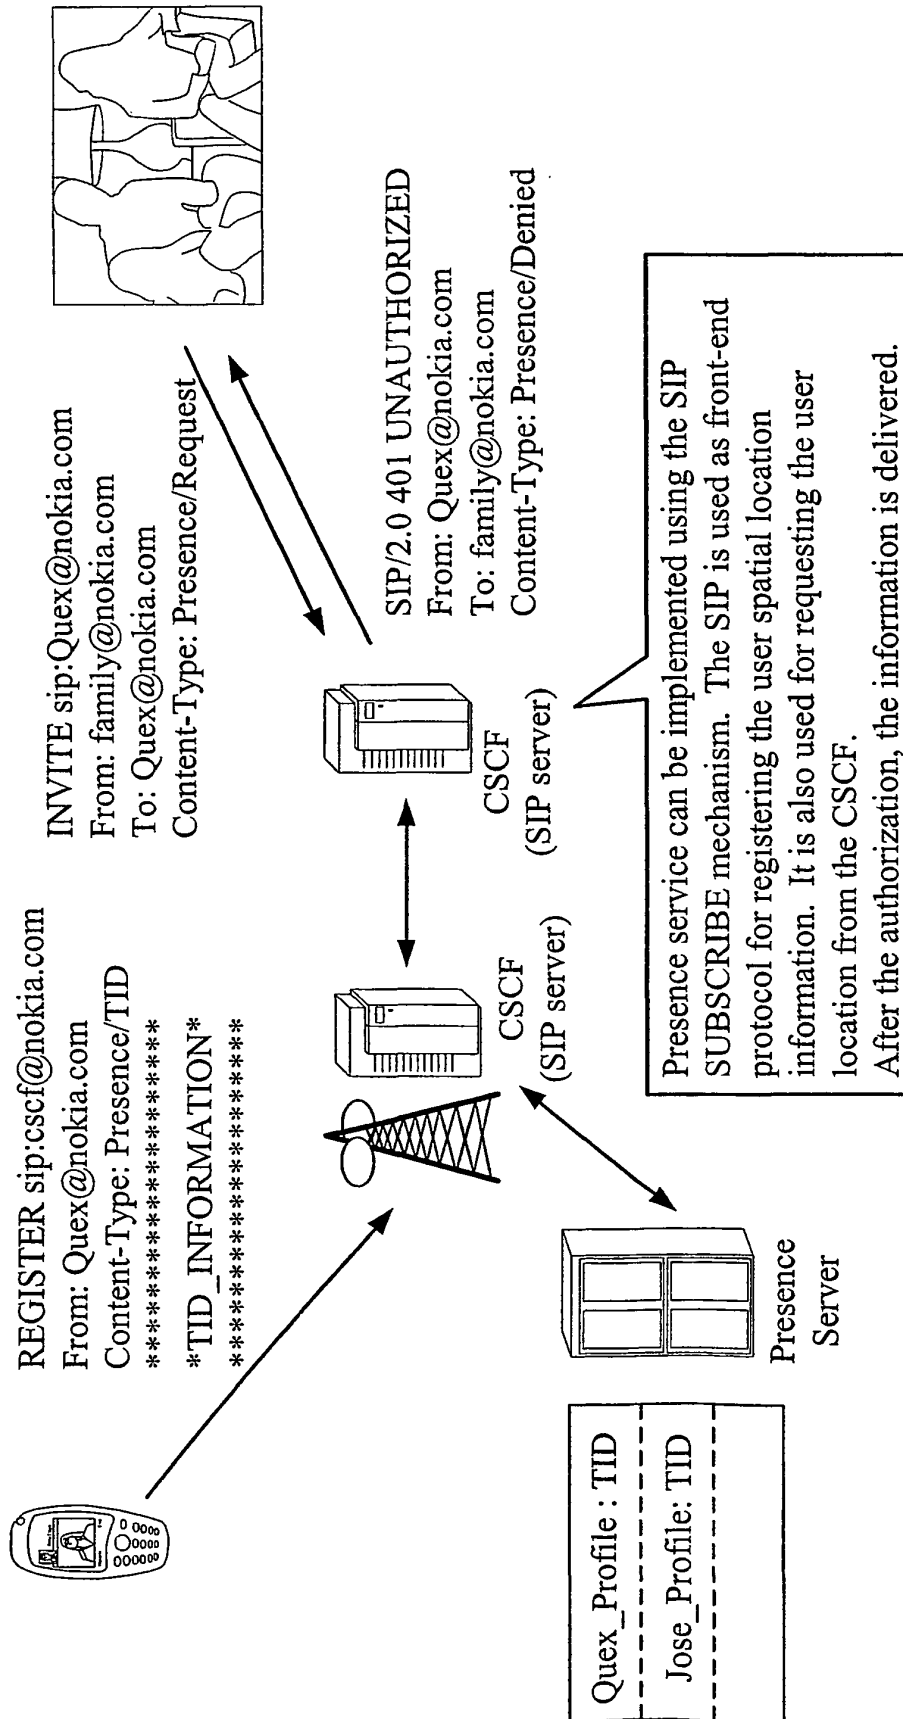 REGISTER sip:cscf@nokia.com
From: Quex@nokia.com
Content-Type: Presence/TID
************************
*TID_INFORMATION*
************************
INVITE sip:Quex@nokia.com
From: family@nokia.com
To: Quex@nokia.com
Content-Type: Presence/Request
SIP/2.0 401 UNAUTHORIZED
From: Quex@nokia.com
To: family@nokia.com
Content-Type: Presence/Denied
CSCF
(SIP server)
CSCF
(SIP server)
Quex_Profile : TID
Jose_Profile: TID
Presence
Server
Presence service can be implemented using the SIP
SUBSCRIBE mechanism. The SIP is used as front-end
protocol for registering the user spatial location
information. It is also used for requesting the user
location from the CSCF.
After the authorization, the information is delivered.